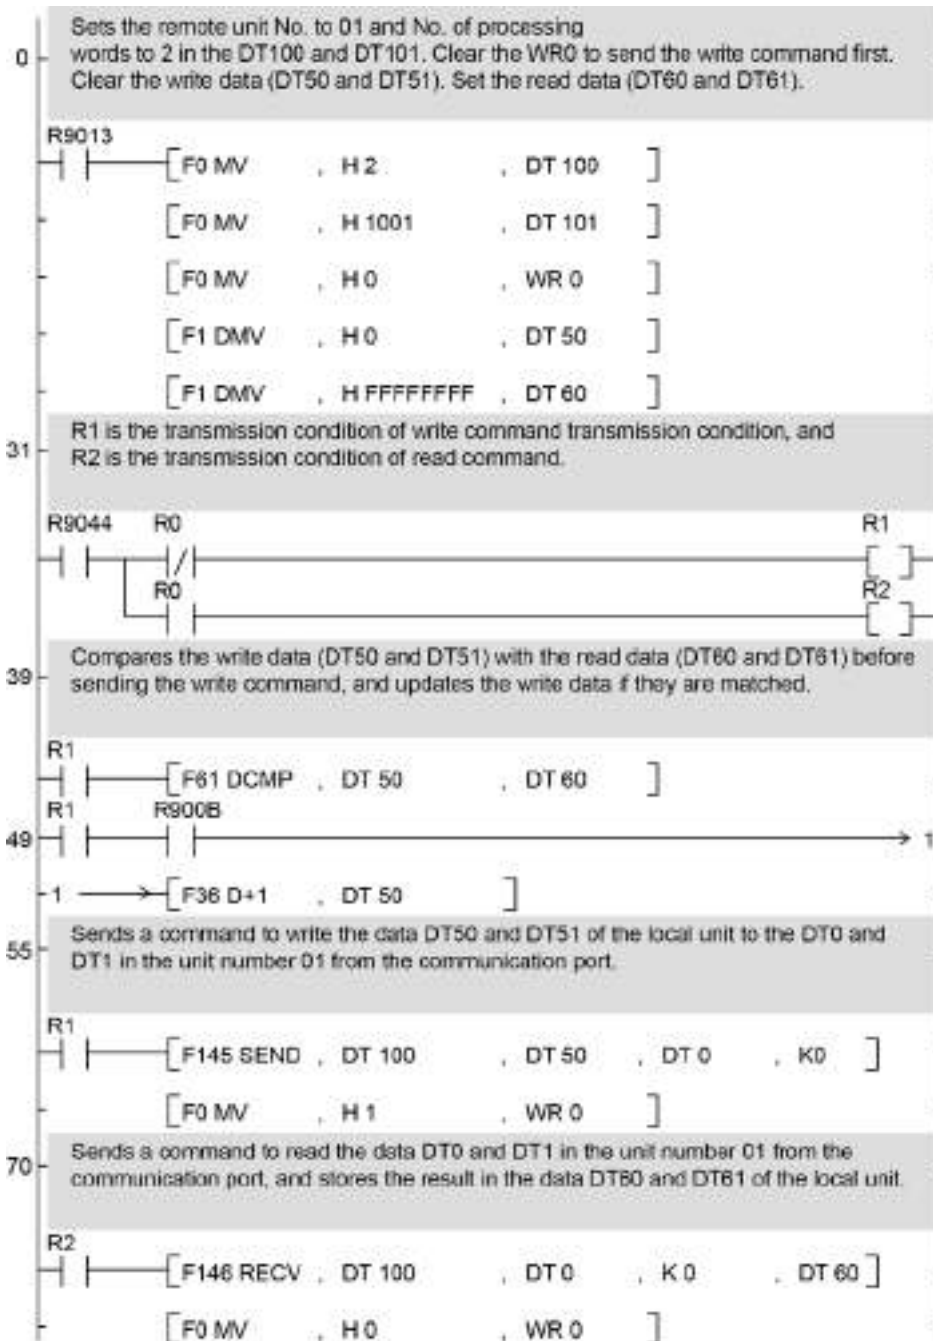 Sets the remote unit No. to 01 and No. of processing
0 words to 2 in the DT100 and DT101. Clear the WR0 to send the write command first.
Clear the write data (DT50 and DT51). Set the read data (DT60 and DT61).
R9013
F0 MV , H 2 , DT 100
F0 MV , H 1001 , DT 101
F0 MV , H 0 , WR 0
F1 DMV , H 0 , DT 50
F1 DMV , H FFFFFFFF , DT 60
R1 is the transmission condition of write command transmission condition, and
31 R2 is the transmission condition of read command.
R9044 R0 R1
R0 R2
Compares the write data (DT50 and DT51) with the read data (DT60 and DT61) before
39 sending the write command, and updates the write data if they are matched.
R1
F61 DCMP , DT 50 , DT 60
R1 R900B
49 1
1 F36 D+1 , DT 50
Sends a command to write the data DT50 and DT51 of the local unit to the DT0 and
55 DT1 in the unit number 01 from the communication port.
R1
F145 SEND , DT 100 , DT 50 , DT 0 , K0
F0 MV , H 1 , WR 0
Sends a command to read the data DT0 and DT1 in the unit number 01 from the
70 communication port, and stores the result in the data DT60 and DT61 of the local unit.
R2
F146 RECV , DT 100 , DT 0 , K 0 , DT 60
F0 MV , H 0 , WR 0